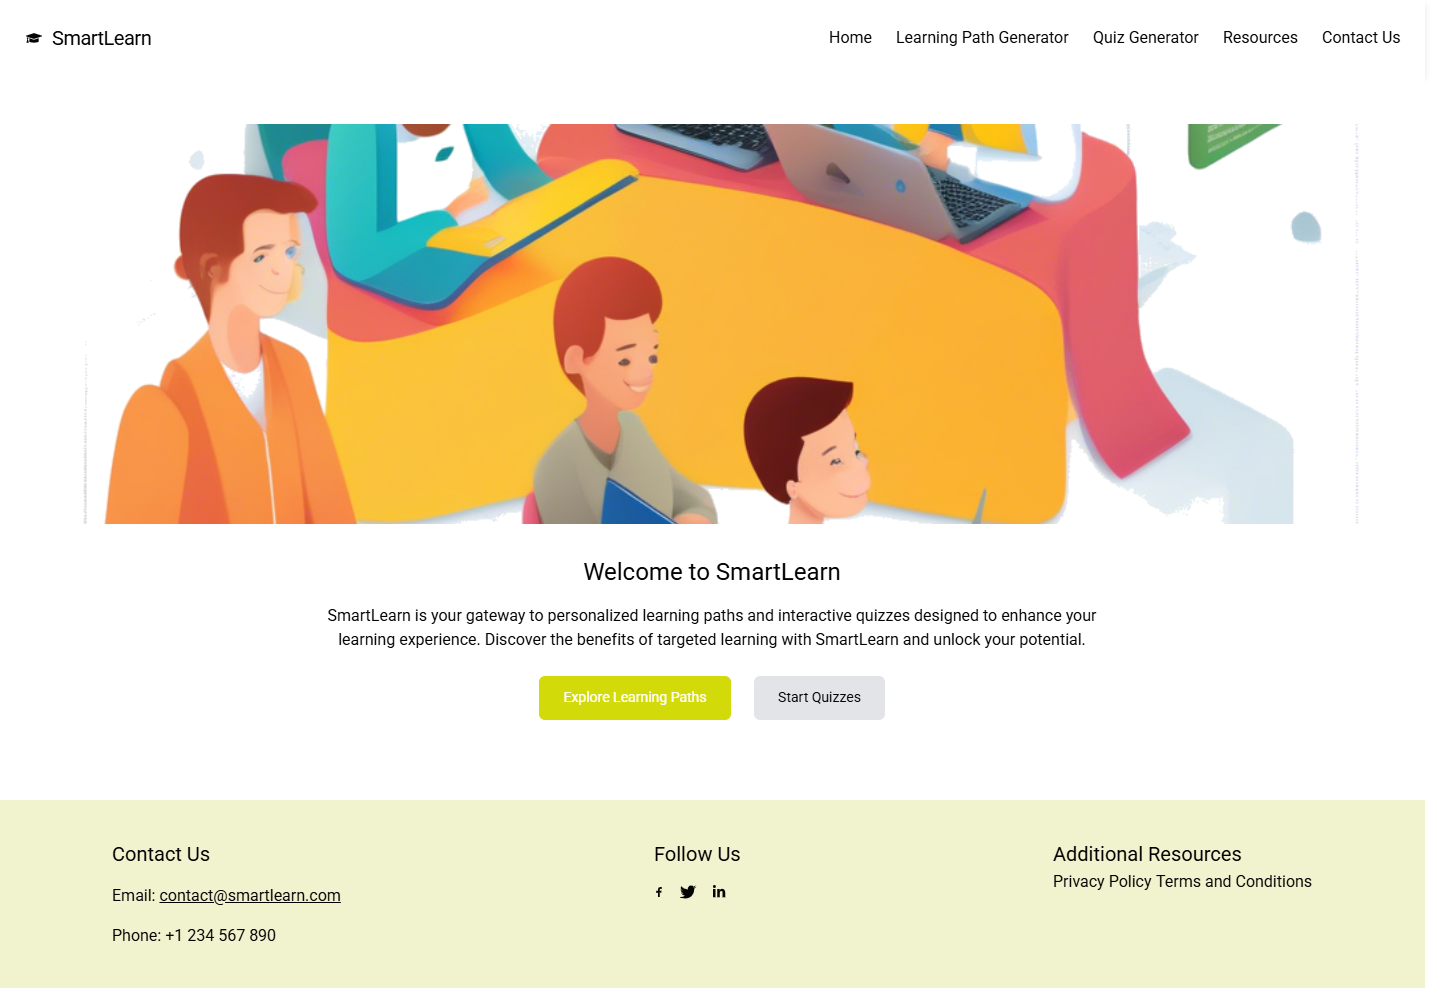 SmartLearn
Home Learning Path Generator Quiz Generator Resources Contact Us
Welcome to SmartLearn
SmartLearn is your gateway to personalized learning paths and interactive quizzes designed to enhance your
learning experience. Discover the benefits of targeted learning with SmartLearn and unlock your potential.
Explore Learning Paths Start Quizzes
Contact Us
Email: contact@smartlearn.com
Phone: +1 234 567 890
Follow Us
Additional Resources
Privacy Policy Terms and Conditions